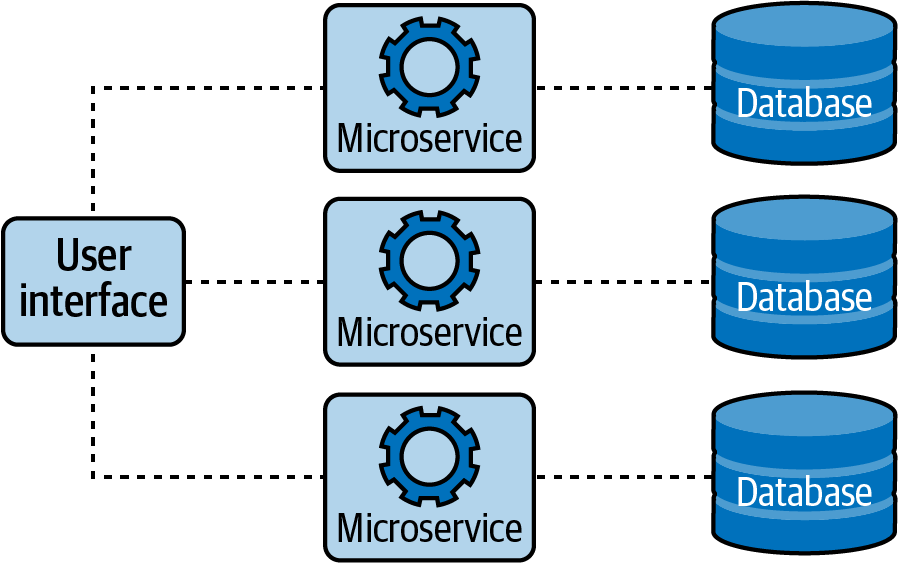 Microservice
Database
User
interface
Microservice
Database
Microservice
Database